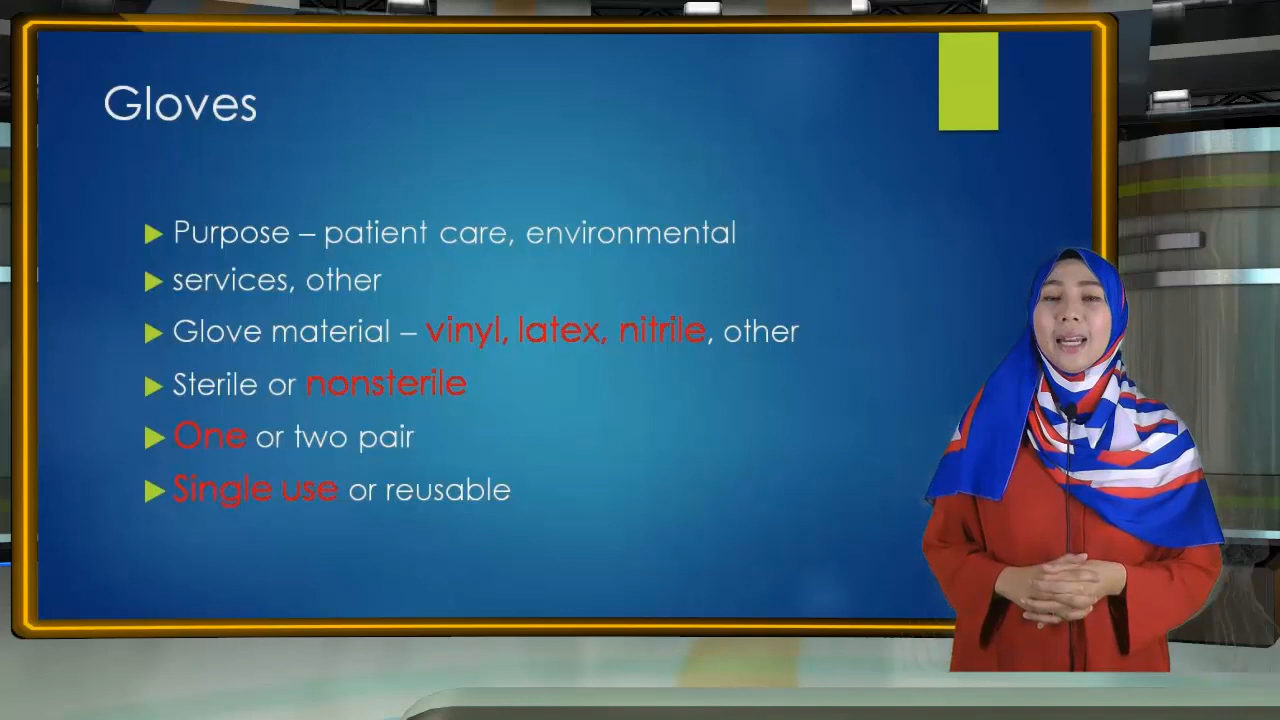 Gloves
Purpose – patient care, environmental
services, other
Glove material – vinyl, latex, nitrile, other
Sterile or nonsterile
One or two pair
Single use or reusable